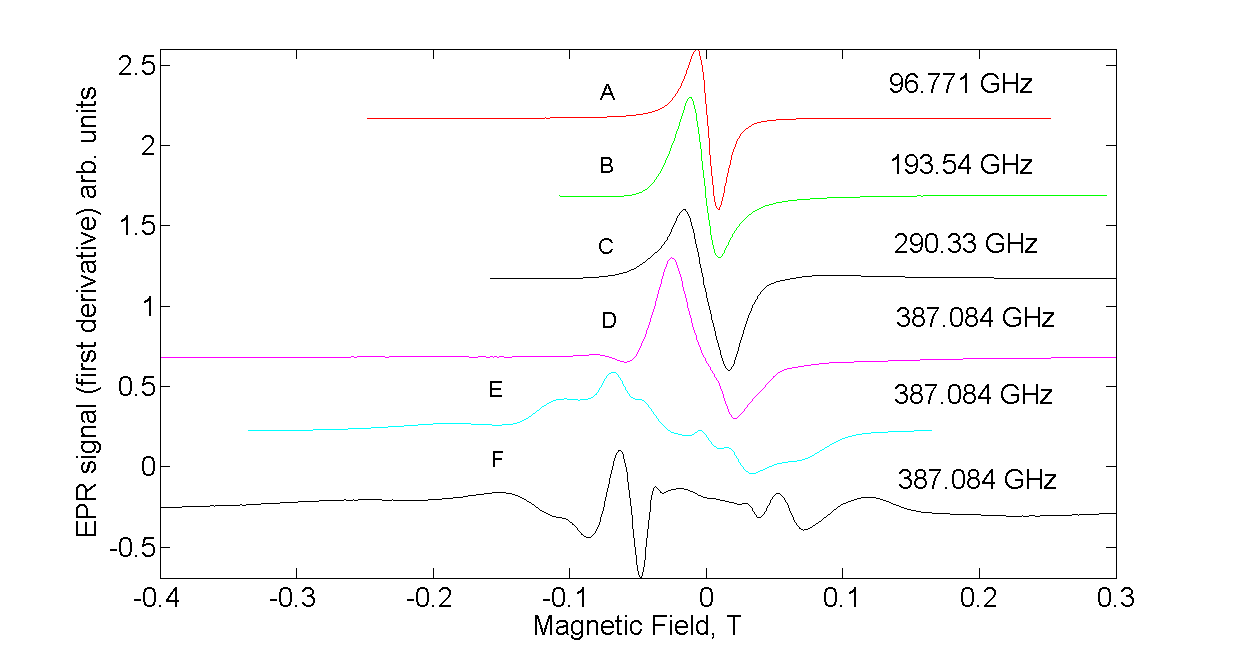 EPR signal (first derivative) arb. units
2.5
2
1.5
1
0.5
0
-0.5
A
96.771 GHz
B
193.54 GHz
C
290.33 GHz
D
387.084 GHz
E
387.084 GHz
F
387.084 GHz
-0.4 -0.3 -0.2 -0.1 0 0.1 0.2 0.3
Magnetic Field, T